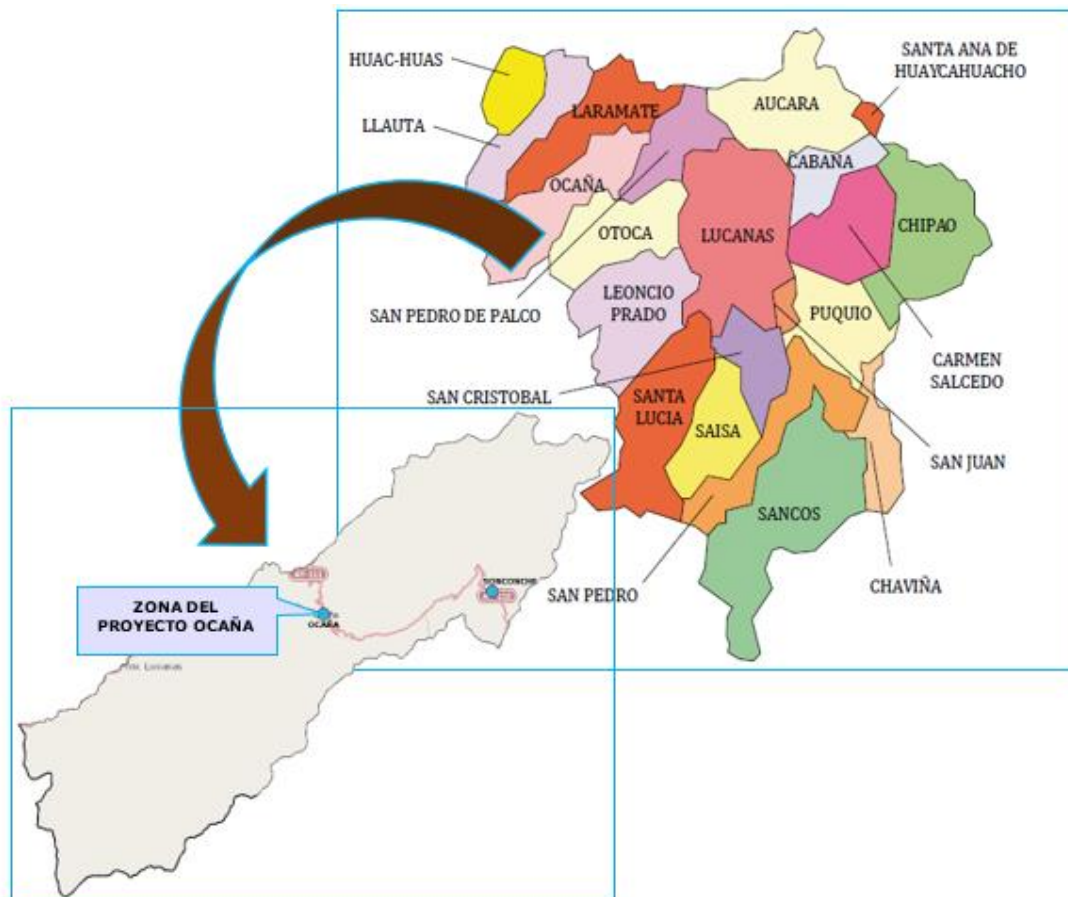 HUAC-HUAS
SANTA ANA DE
HUAYCAHUACHO
LARAMATE
AUCARA
LLAUTA
CABANA
OCAÑA
CHIPAO
OTOCA
LUCANAS
LEONCIO
PRADO
SAN PEDRO DE PALCO
PUQUIO
CARMEN
SALCEDO
SAN CRISTOBAL
SANTA
LUCIA
SAISA
SAN JUAN
SANCOS
CHAVIÑA
SAN PEDRO
ZONA DEL
PROYECTO OCAÑA
OCAÑA
Lucanas